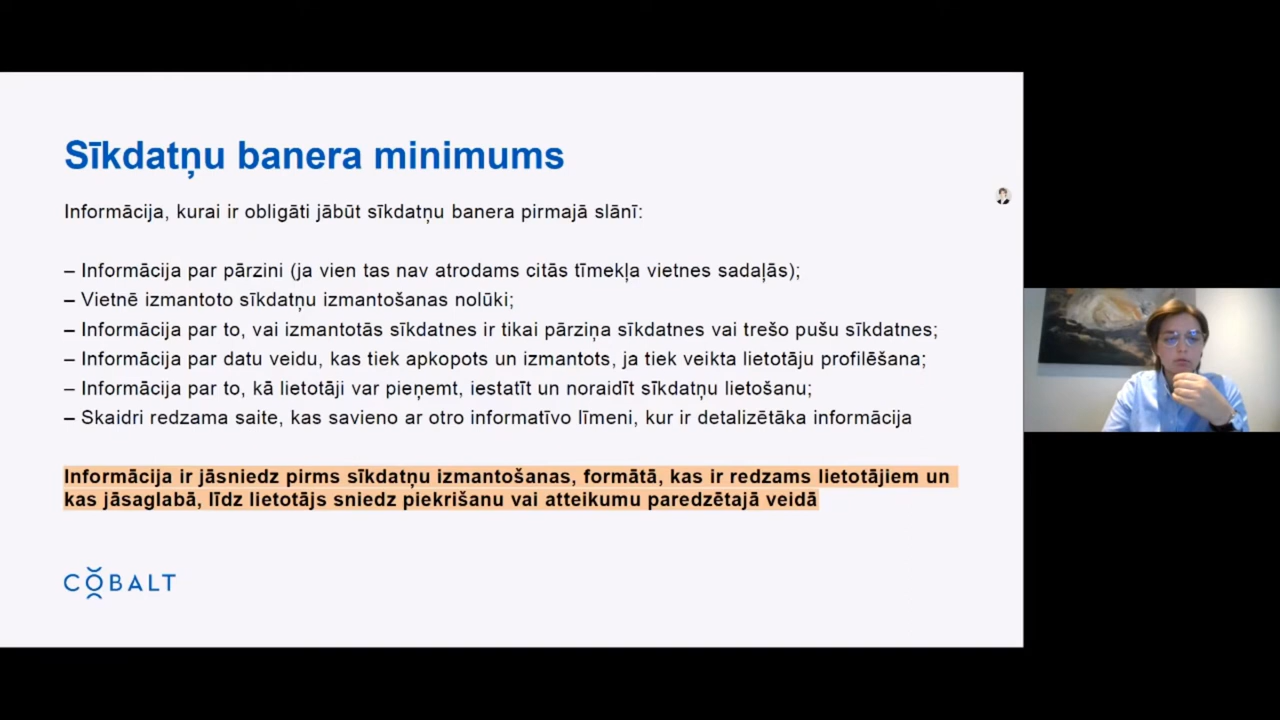 Sīkdatņu banera minimums
Informācija, kurai ir obligāti jābūt sīkdatņu banera pirmajā slānī:
– Informācija par pārzini (ja vien tas nav atrodams citās tīmekļa vietnes sadaļās);
– Vietnē izmantoto sīkdatņu izmantošanas nolūki;
– Informācija par to, vai izmantotās sīkdatnes ir tikai pārziņa sīkdatnes vai trešo pušu sīkdatnes;
– Informācija par datu veidu, kas tiek apkopots un izmantots, ja tiek veikta lietotāju profilēšana;
– Informācija par to, kā lietotāji var pieņemt, iestatīt un noraidīt sīkdatņu lietošanu;
– Skaidri redzama saite, kas savieno ar otro informatīvo līmeni, kur ir detalizētāka informācija
Informācija ir jāsniedz pirms sīkdatņu izmantošanas, formātā, kas ir redzams lietotājiem un
kas jāsaglabā, līdz lietotājs sniedz piekrišanu vai atteikumu paredzētajā veidā
COBALT